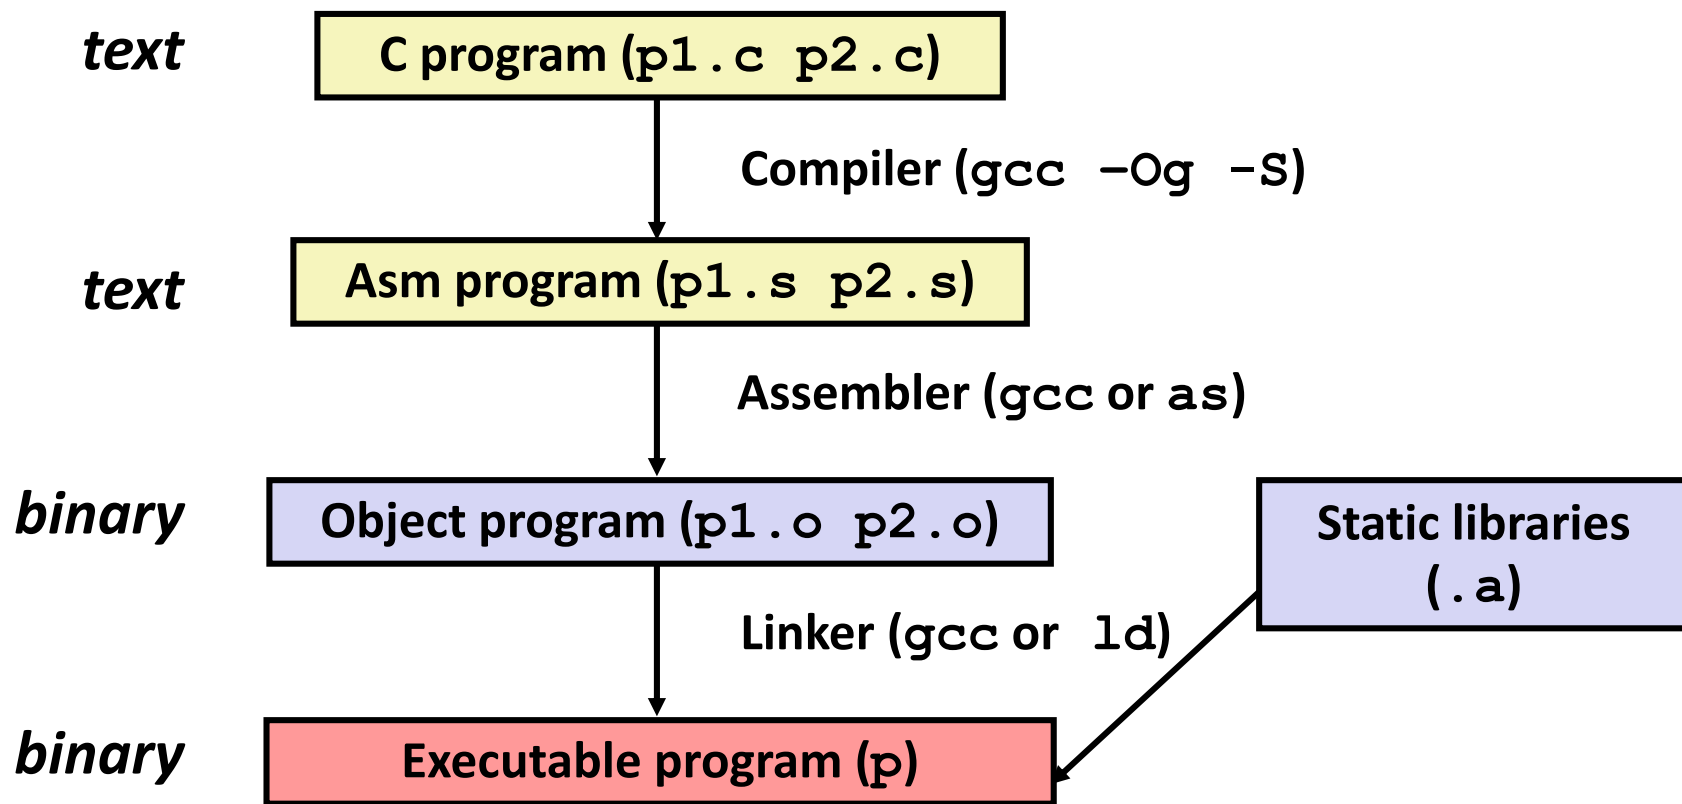 text
C program (p1.c p2.c)
Compiler (gcc –Og -S)
text
Asm program (p1.s p2.s)
Assembler (gcc or as)
binary
Object program (p1.o p2.o)
Static libraries
(.a)
Linker (gcc or ld)
binary
Executable program (p)